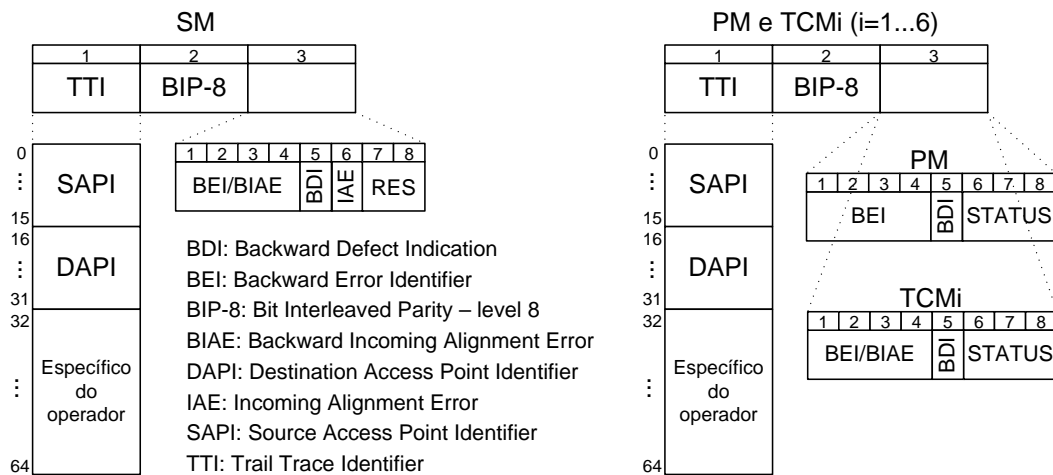 SM
1 2 3
TTI BIP-8
0
SAPI
15
16
DAPI
31
32
Específico
do
operador
64
1 2 3 4 5 6 7 8
BEI/BIAE BDI IAE RES
BDI: Backward Defect Indication
BEI: Backward Error Identifier
BIP-8: Bit Interleaved Parity – level 8
BIAE: Backward Incoming Alignment Error
DAPI: Destination Access Point Identifier
IAE: Incoming Alignment Error
SAPI: Source Access Point Identifier
TTI: Trail Trace Identifier
PM e TCMi (i=1...6)
1 2 3
TTI BIP-8
0
SAPI
15
16
DAPI
31
32
Específico
do
operador
64
PM
1 2 3 4 5 6 7 8
BEI BDI STATUS
TCMi
1 2 3 4 5 6 7 8
BEI/BIAE BDI STATUS